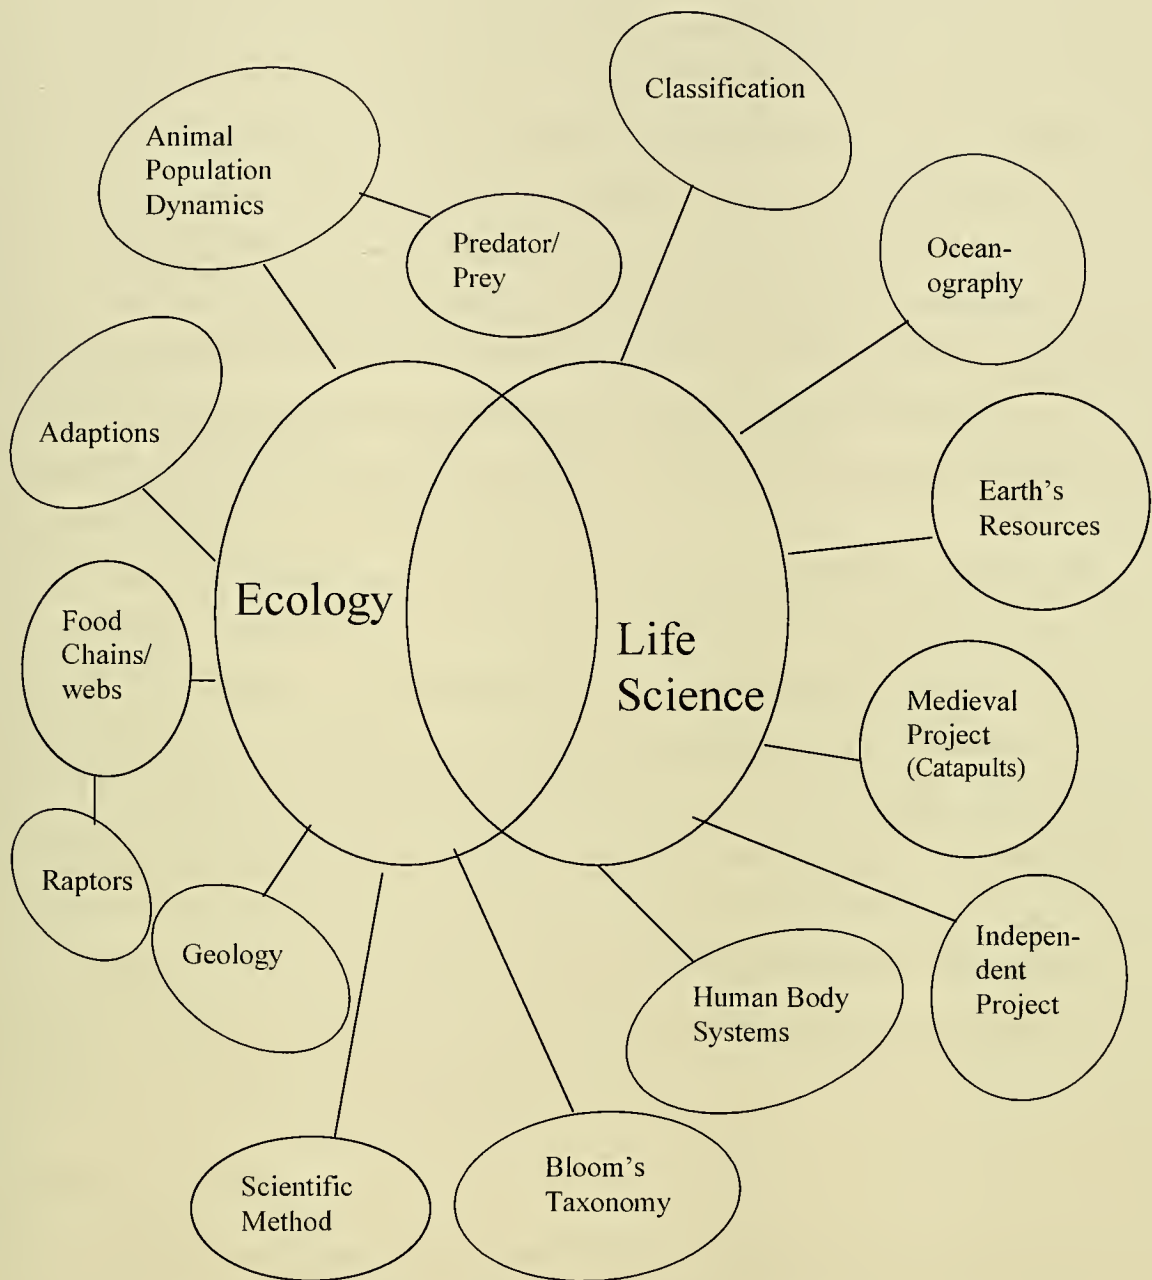 Classification
Animal
Population
Dynamics
Predator/
Prey
Ocean-
ography
Adaptions
Earth's
Resources
Ecology
Food
Chains/
webs
Life
Science
Medieval
Project
(Catapults)
Raptors
Geology
Indepen-
dent
Project
Human Body
Systems
Scientific
Method
Bloom's
Taxonomy